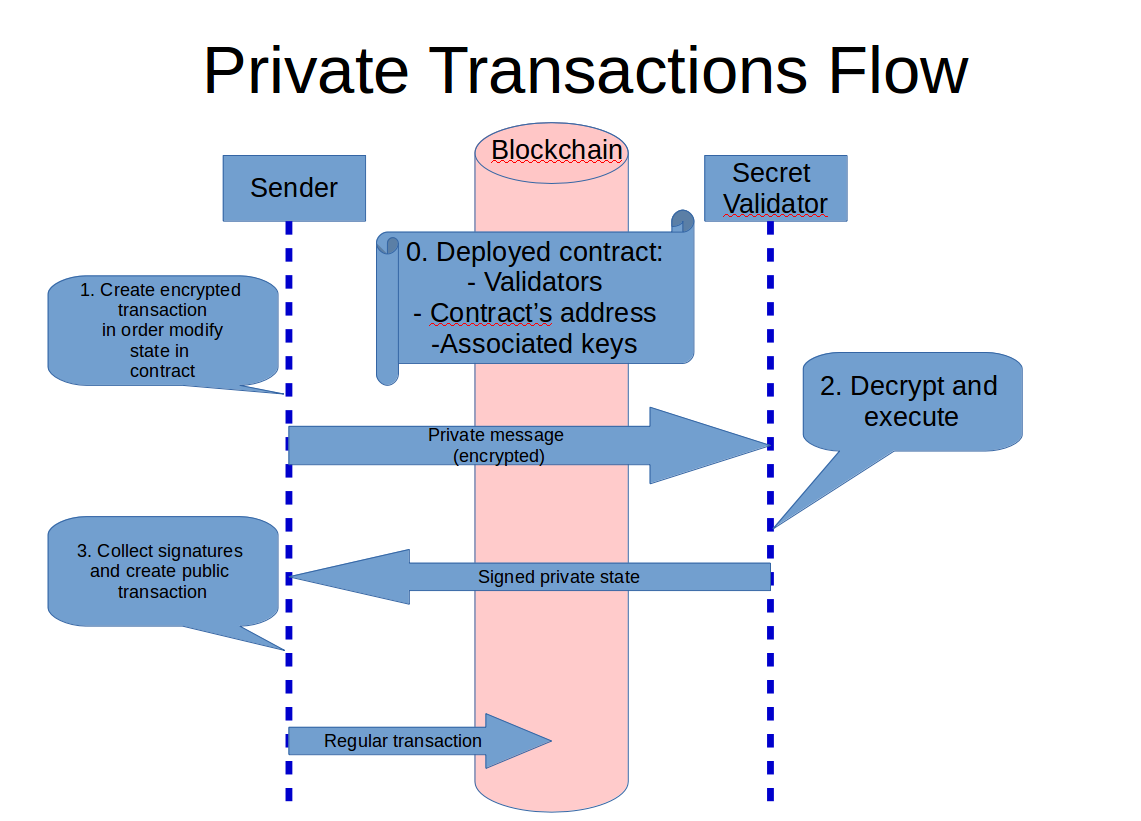 Private Transactions Flow
Blockchain
Sender
Secret
Validator
0. Deployed contract:
- Validators
- Contract’s address
-Associated keys
1. Create encrypted
transaction
in order modify
state in
contract
2. Decrypt and
execute
Private message
(encrypted)
3. Collect signatures
and create public
transaction
Signed private state
Regular transaction